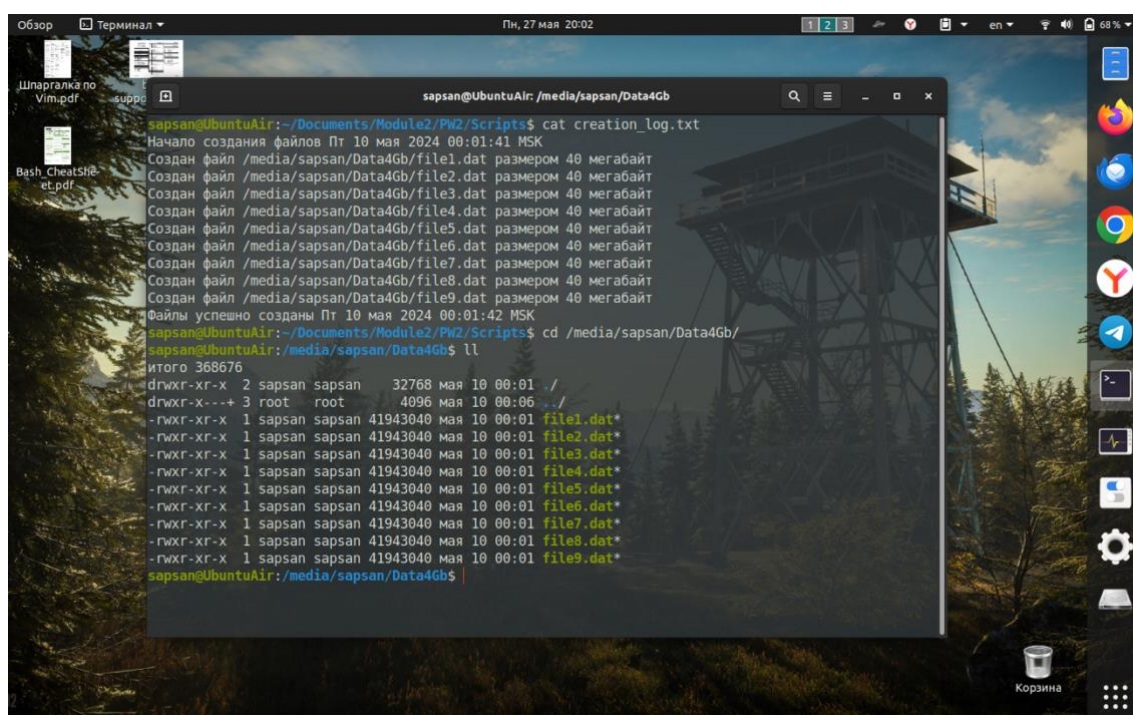 Обзор
Терминал
Пн, 27 мая 20:02
1 2 3
en
68 %
Шпаргалка по
Vim.pdf
Bash_CheatShe-
et.pdf
sapsan@UbuntuAir: /media/sapsan/Data4Gb
sapsan@UbuntuAir:~/Documents/Module2/PW2/Scripts$ cat creation_log.txt
Начало создания файлов Пт 10 мая 2024 00:01:41 MSK
Создан файл /media/sapsan/Data4Gb/file1.dat размером 40 мегабайт
Создан файл /media/sapsan/Data4Gb/file2.dat размером 40 мегабайт
Создан файл /media/sapsan/Data4Gb/file3.dat размером 40 мегабайт
Создан файл /media/sapsan/Data4Gb/file4.dat размером 40 мегабайт
Создан файл /media/sapsan/Data4Gb/file5.dat размером 40 мегабайт
Создан файл /media/sapsan/Data4Gb/file6.dat размером 40 мегабайт
Создан файл /media/sapsan/Data4Gb/file7.dat размером 40 мегабайт
Создан файл /media/sapsan/Data4Gb/file8.dat размером 40 мегабайт
Создан файл /media/sapsan/Data4Gb/file9.dat размером 40 мегабайт
Файлы успешно созданы Пт 10 мая 2024 00:01:42 MSK
sapsan@UbuntuAir:~/Documents/Module2/PW2/Scripts$ cd /media/sapsan/Data4Gb/
sapsan@UbuntuAir:/media/sapsan/Data4Gb$ ll
итого 368676
drwxr-xr-x 2 sapsan sapsan 32768 мая 10 00:01 ./
drwxr-x---+ 3 root root 4096 мая 10 00:06 ../
-rwxr-xr-x 1 sapsan sapsan 41943040 мая 10 00:01 file1.dat*
-rwxr-xr-x 1 sapsan sapsan 41943040 мая 10 00:01 file2.dat*
-rwxr-xr-x 1 sapsan sapsan 41943040 мая 10 00:01 file3.dat*
-rwxr-xr-x 1 sapsan sapsan 41943040 мая 10 00:01 file4.dat*
-rwxr-xr-x 1 sapsan sapsan 41943040 мая 10 00:01 file5.dat*
-rwxr-xr-x 1 sapsan sapsan 41943040 мая 10 00:01 file6.dat*
-rwxr-xr-x 1 sapsan sapsan 41943040 мая 10 00:01 file7.dat*
-rwxr-xr-x 1 sapsan sapsan 41943040 мая 10 00:01 file8.dat*
-rwxr-xr-x 1 sapsan sapsan 41943040 мая 10 00:01 file9.dat*
sapsan@UbuntuAir:/media/sapsan/Data4Gb$
Корзина